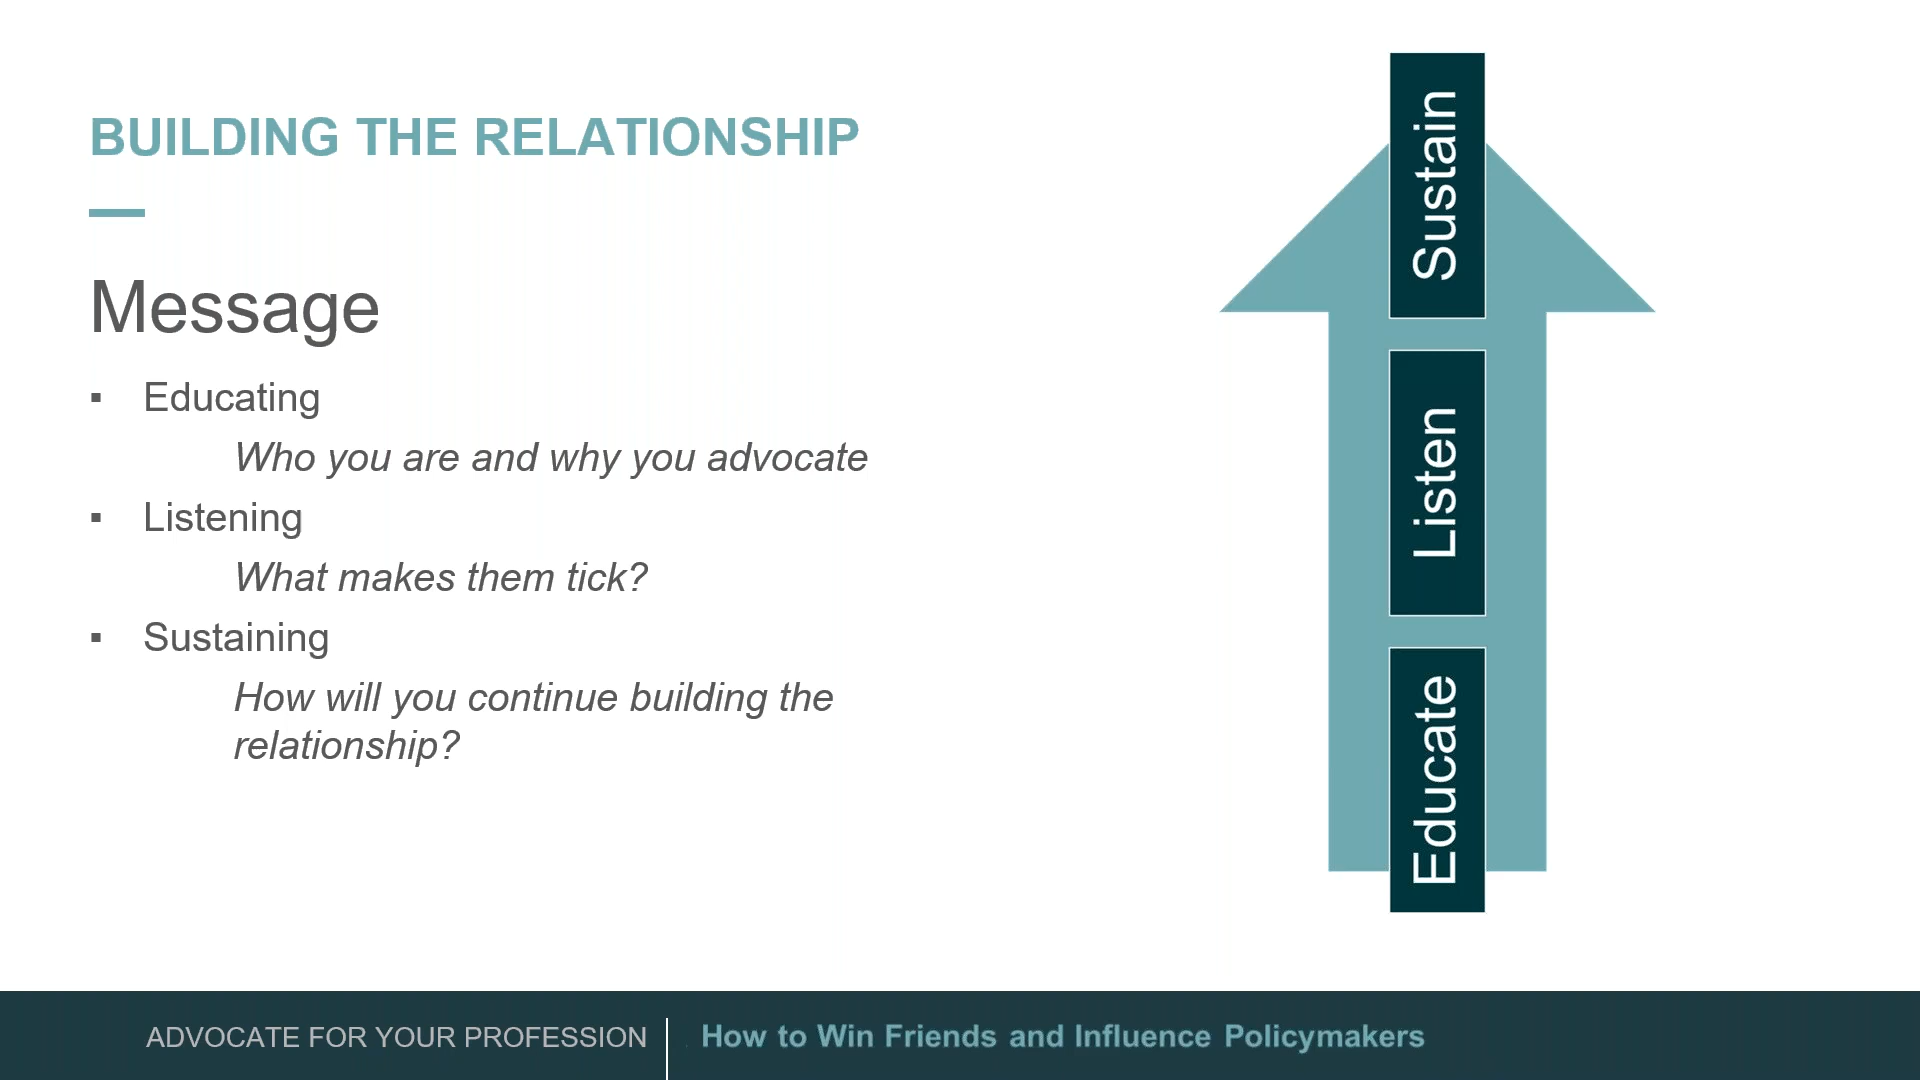 BUILDING THE RELATIONSHIP
Message
▪ Educating
Who you are and why you advocate
▪ Listening
What makes them tick?
▪ Sustaining
How will you continue building the
relationship?
Sustain
Listen
Educate
ADVOCATE FOR YOUR PROFESSION
How to Win Friends and Influence Policymakers